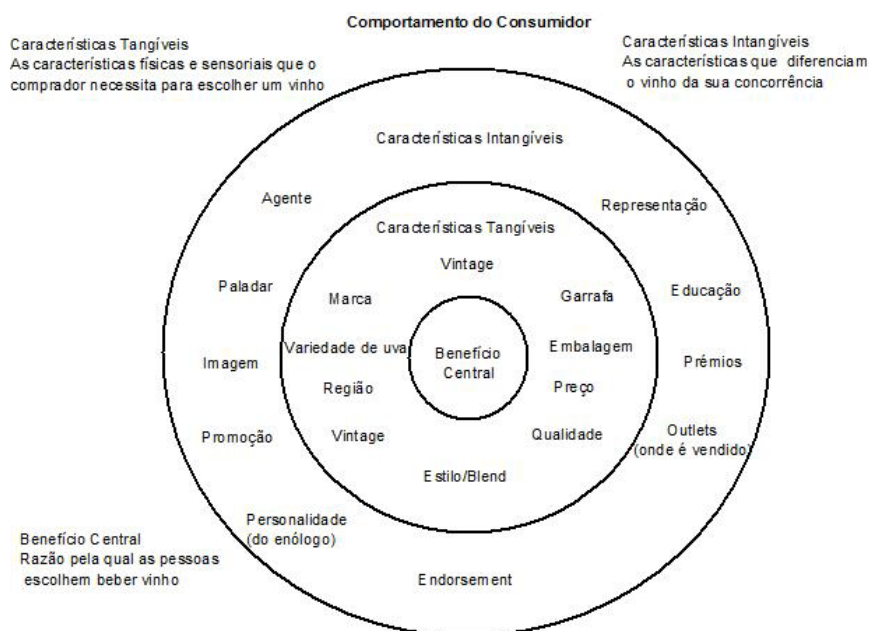 Comportamento do Consumidor
Características Tangíveis
As características físicas e sensoriais que o
comprador necessita para escolher um vinho
Características Intangíveis
As características que diferenciam
o vinho da sua concorrência
Características Intangíveis
Agente
Representação
Características Tangíveis
Vintage
Paladar
Marca
Garrafa
Educação
Variedade de uva
Benefício
Central
Embalagem
Imagem
Prémios
Região
Preço
Promoção
Vintage
Qualidade
Outlets
(onde é vendido)
Estilo/Blend
Personalidade
(do enólogo)
Benefício Central
Razão pela qual as pessoas
escolhem beber vinho
Endorsement